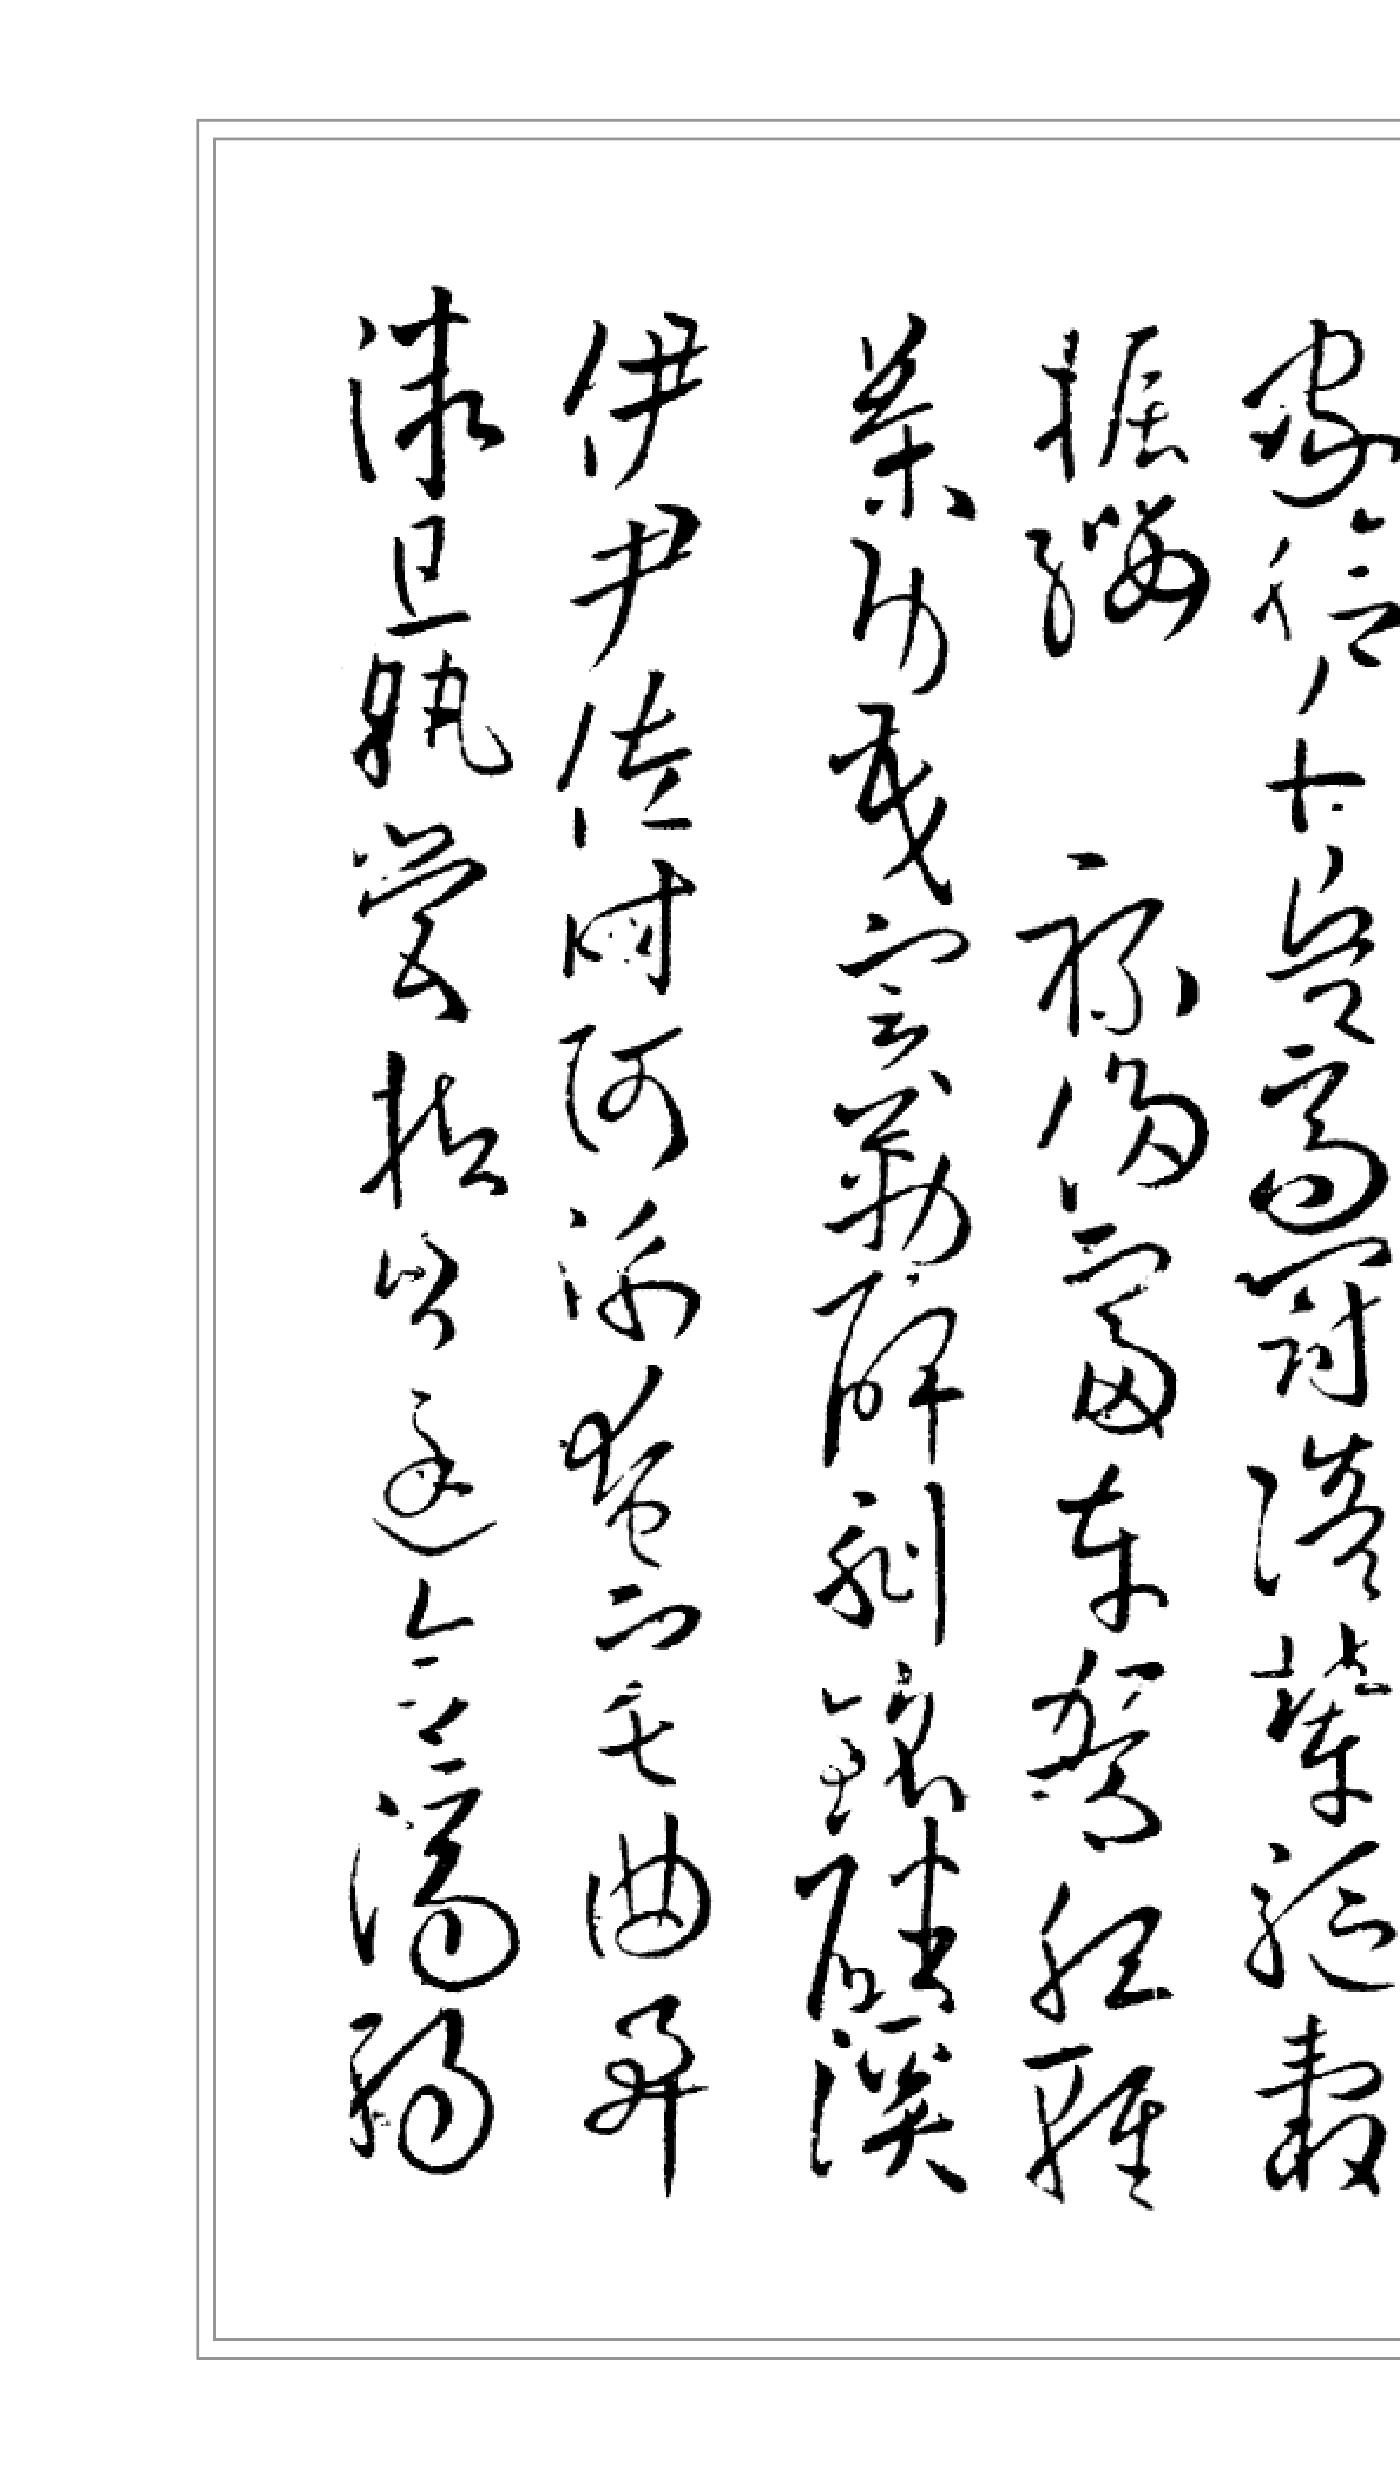 家給千兵高冠陪輦驅轂
振纓世祿侈富車駕肥輕
策功茂實勒碑刻銘磻溪
伊尹佐時阿衡奄宅曲阜
微旦孰營桓公匡合濟弱